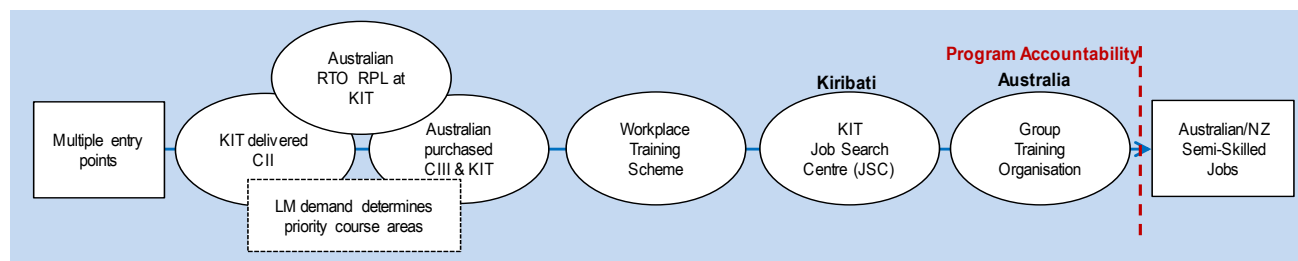 Program Accountability
Kiribati
Australia
Multiple entry
points
Australian
RTO RPL at
KIT
KIT delivered
CII
Australian
purchased
CIII & KIT
LM demand determines
priority course areas
Workplace
Training
Scheme
KIT
Job Search
Centre (JSC)
Group
Training
Organisation
Australian/NZ
Semi-Skilled
Jobs